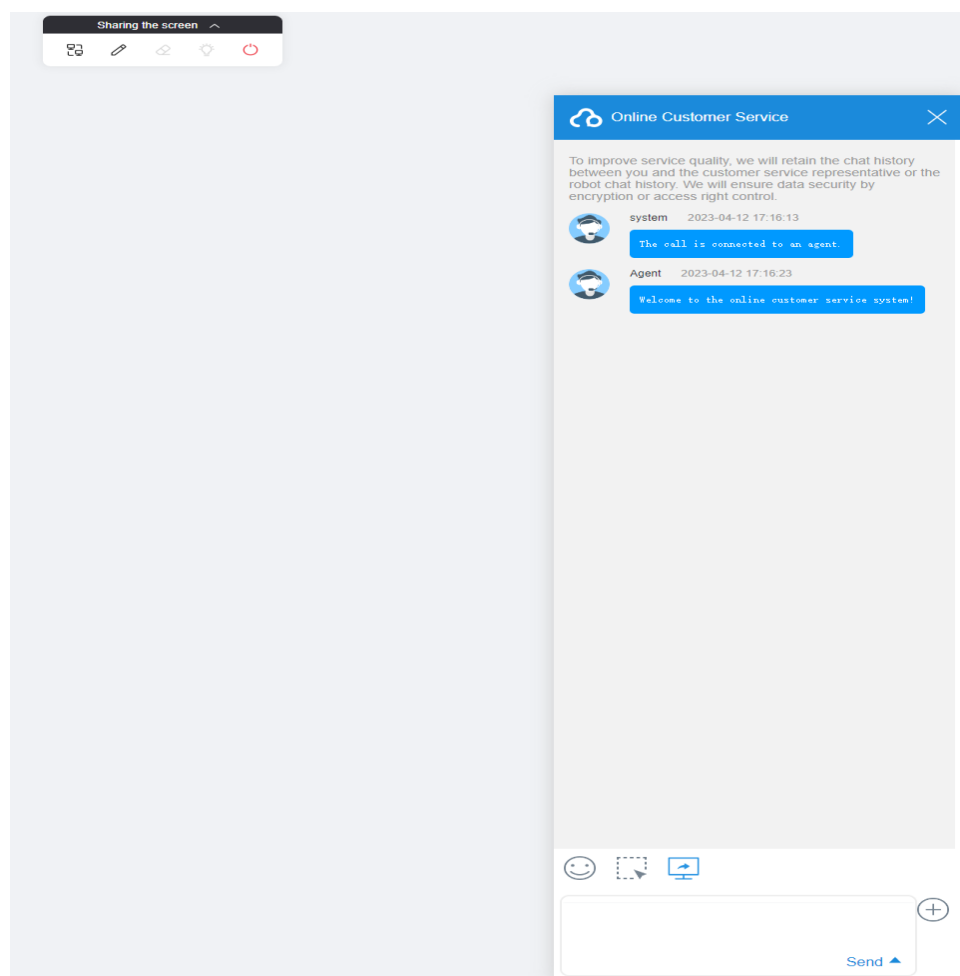 Sharing the screen
Online Customer Service
To improve service quality, we will retain the chat history
between you and the customer service representative or the
robot chat history. We will ensure data security by
encryption or access right control.
system 2023-04-12 17:16:13
The call is connected to an agent.
Agent 2023-04-12 17:16:23
Welcome to the online customer service system!
Send